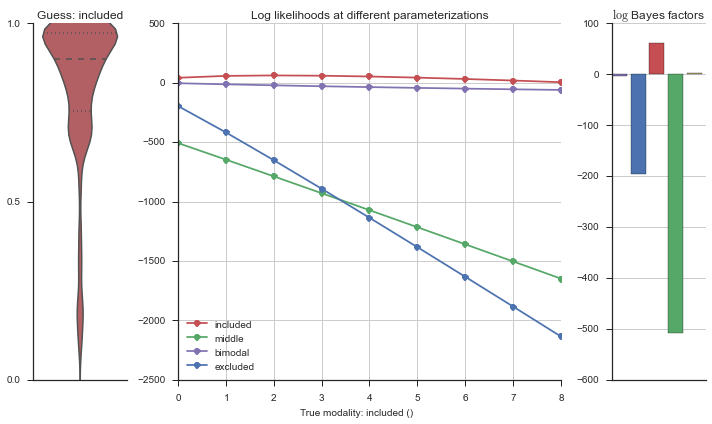 Guess: included
1.0
0.5
0.0
Log likelihoods at different parameterizations
500
0
−500
−1000
−1500
−2000
−2500
included
middle
bimodal
excluded
0 1 2 3 4 5 6 7 8
True modality: included ()
log Bayes factors
100
0
−100
−200
−300
−400
−500
−600